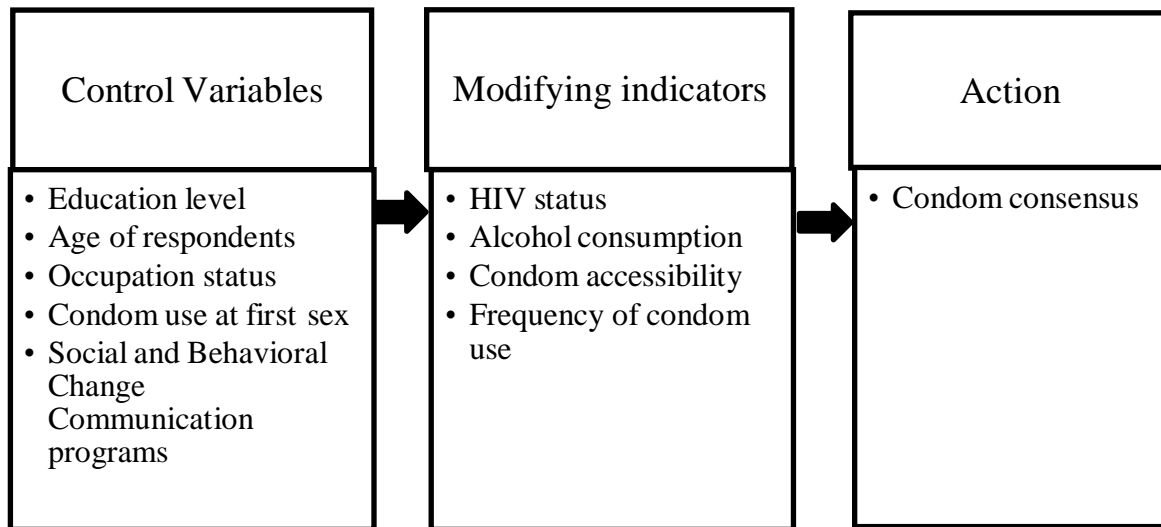 Control Variables
• Education level
• Age of respondents
• Occupation status
• Condom use at first sex
• Social and Behavioral
Change
Communication
programs
Modifying indicators
• HIV status
• Alcohol consumption
• Condom accessibility
• Frequency of condom
use
Action
• Condom consensus